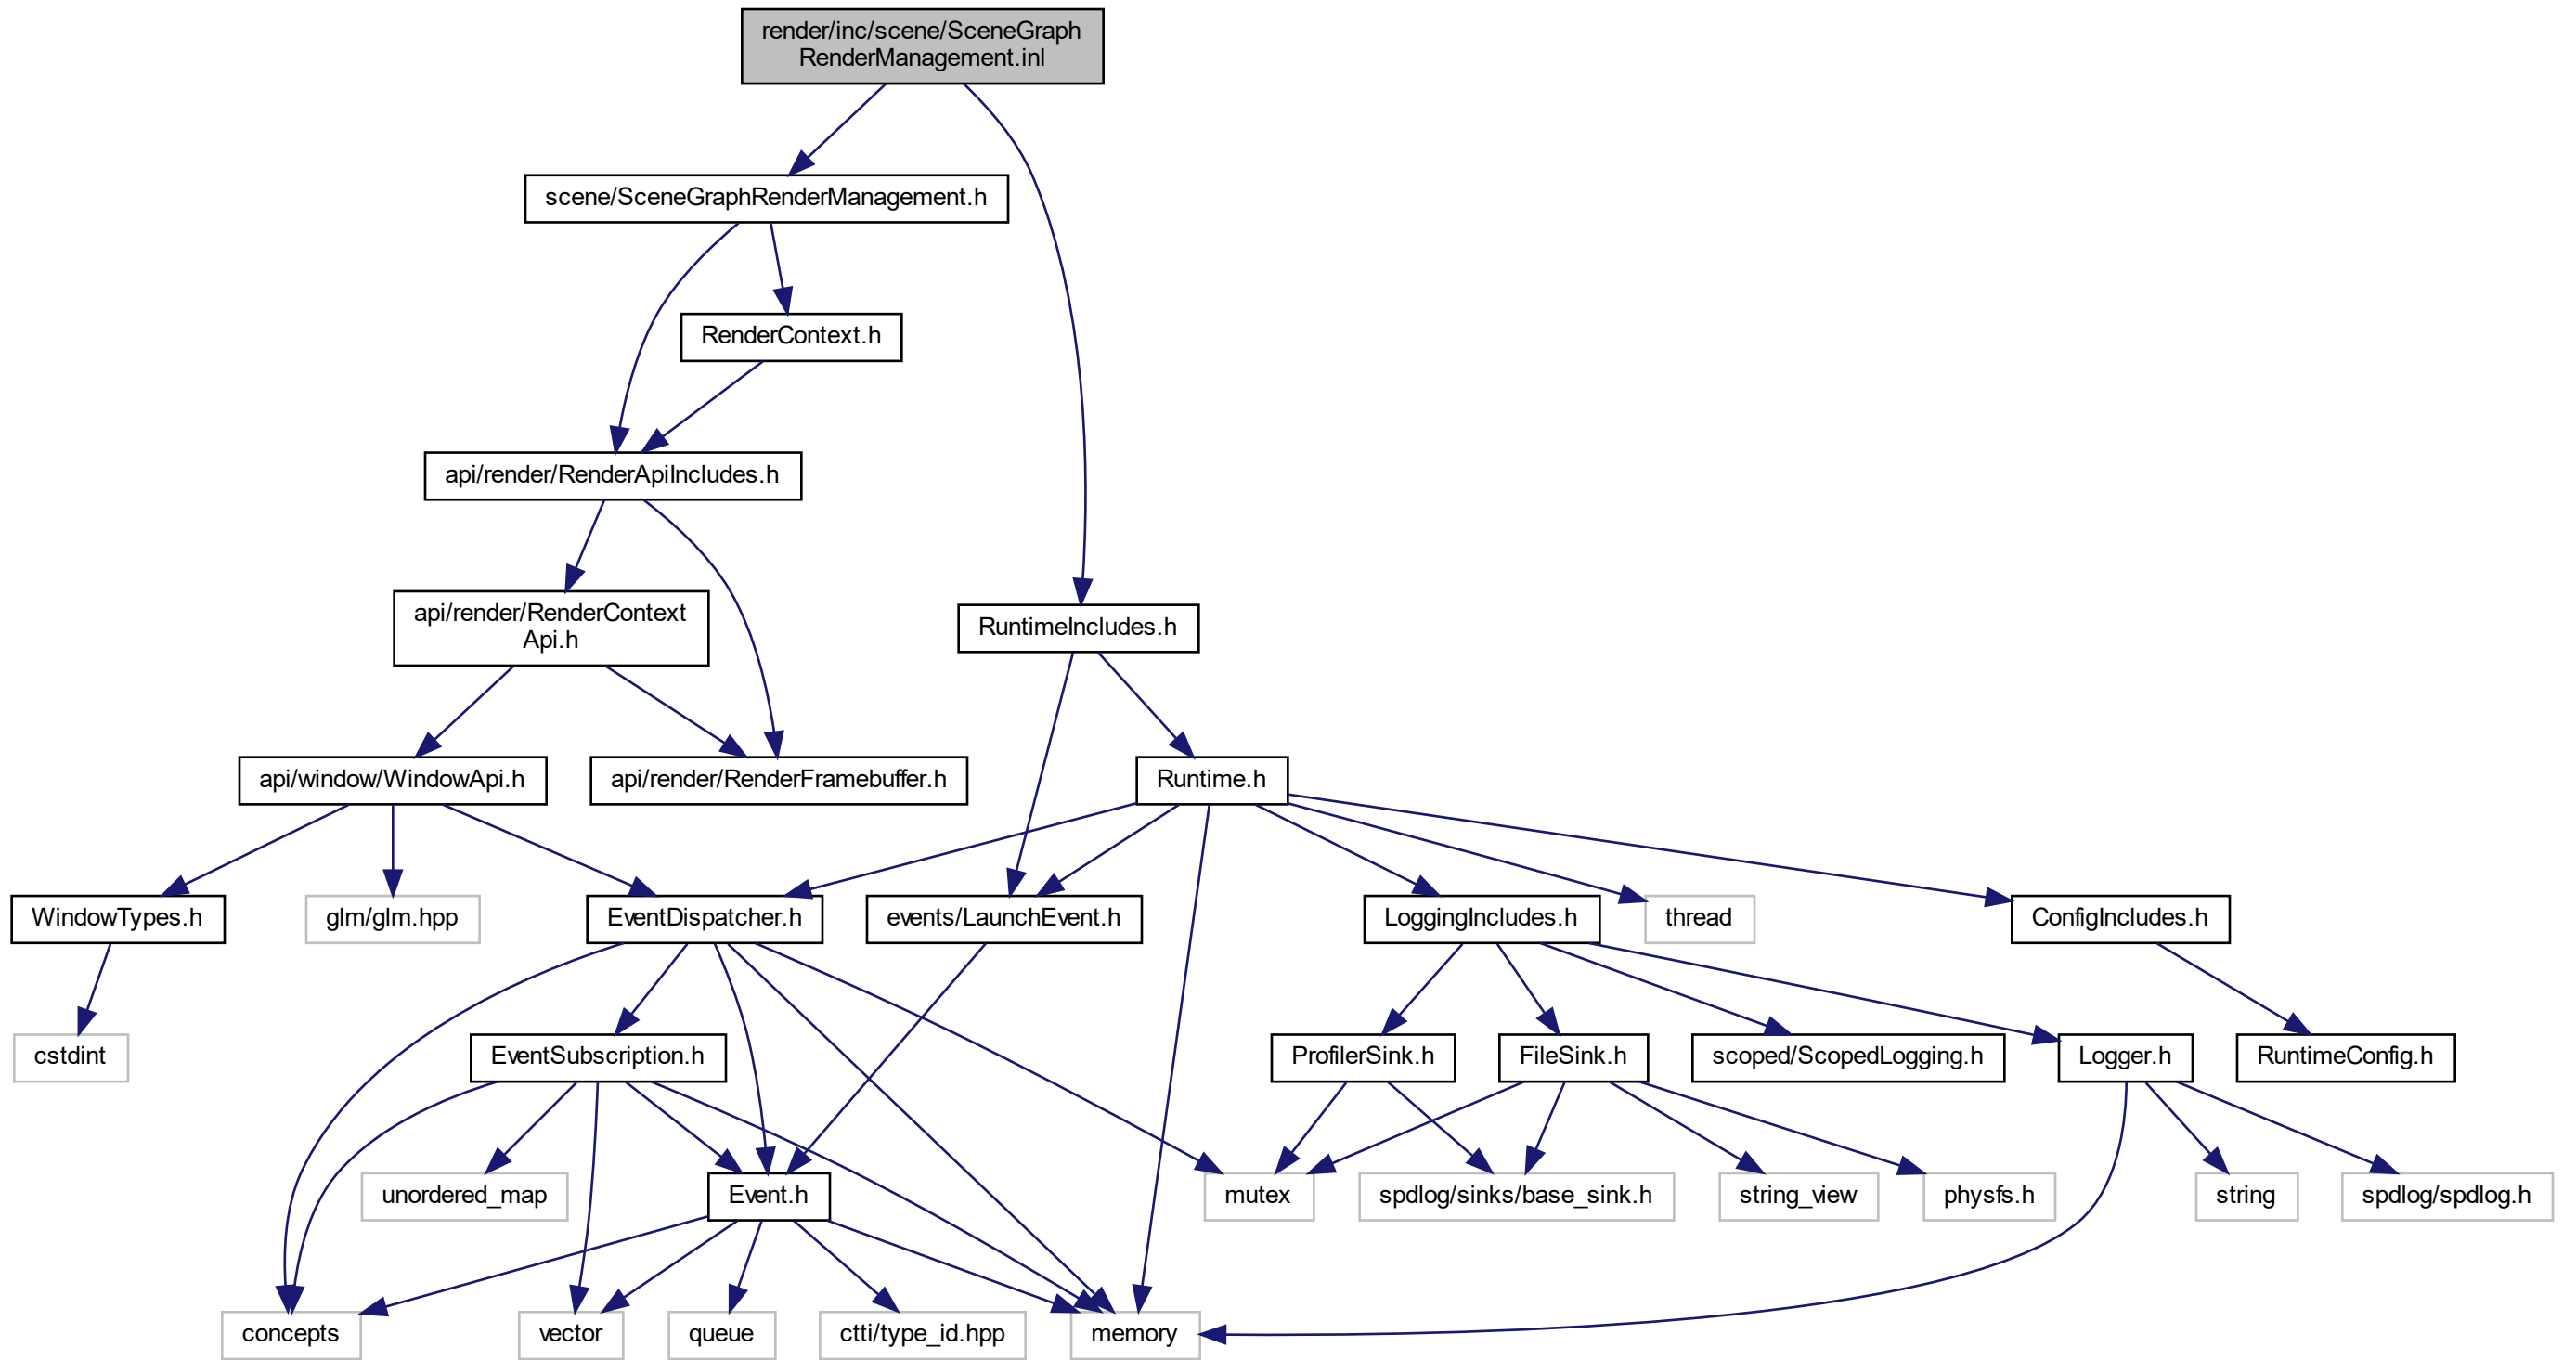 render/inc/scene/SceneGraph
RenderManagement.inl
scene/SceneGraphRenderManagement.h
RenderContext.h
api/render/RenderApiIncludes.h
api/render/RenderContext
Api.h
RuntimeIncludes.h
api/window/WindowApi.h
api/render/RenderFramebuffer.h
Runtime.h
WindowTypes.h
glm/glm.hpp
EventDispatcher.h
events/LaunchEvent.h
LoggingIncludes.h
thread
ConfigIncludes.h
cstdint
EventSubscription.h
ProfilerSink.h
FileSink.h
scoped/ScopedLogging.h
Logger.h
RuntimeConfig.h
unordered_map
Event.h
mutex
spdlog/sinks/base_sink.h
string_view
physfs.h
string
spdlog/spdlog.h
concepts
vector
queue
ctti/type_id.hpp
memory